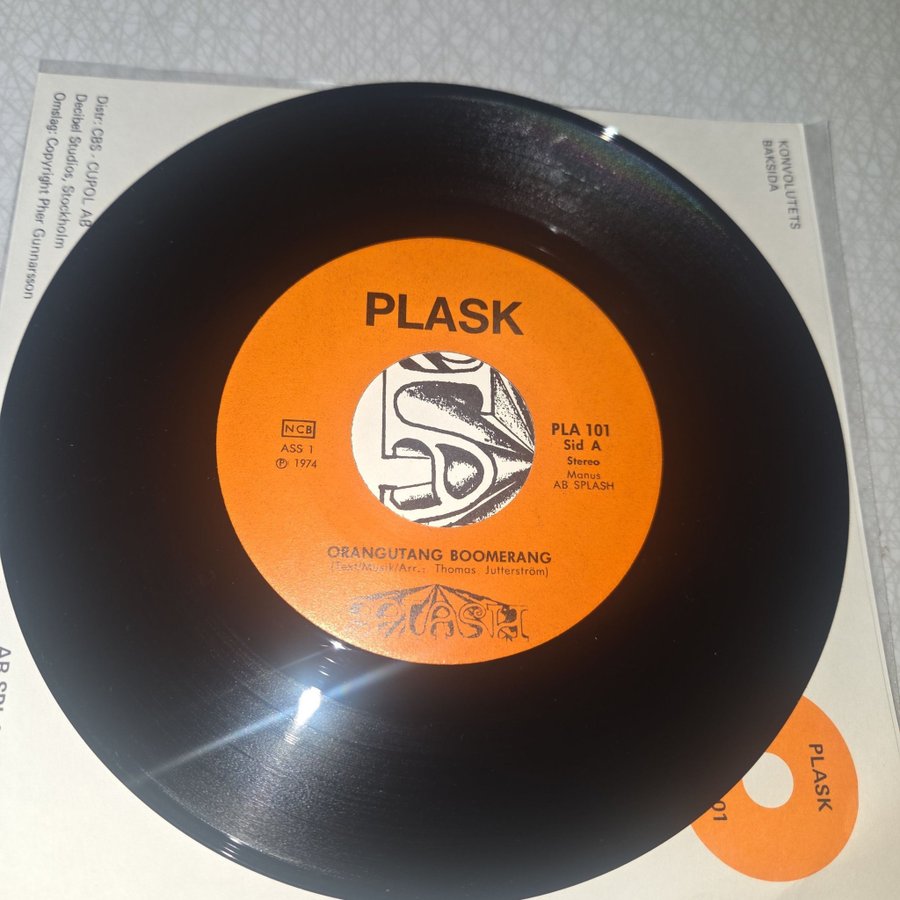 Distr: CBS - CUPOL AB
Decibel Studios, Stockholm
Omslag: Copyright Pher Gunnarsson
KONVOLUTETS
BAKSIDA
PLASK
NCB
ASS 1
℗ 1974
PLA 101
Sid A
Stereo
Manus
AB SPLASH
ORANGUTANG BOOMERANG
(Text/Musik/Arr.: Thomas Jutterström)
SPLASH
PLASK
01